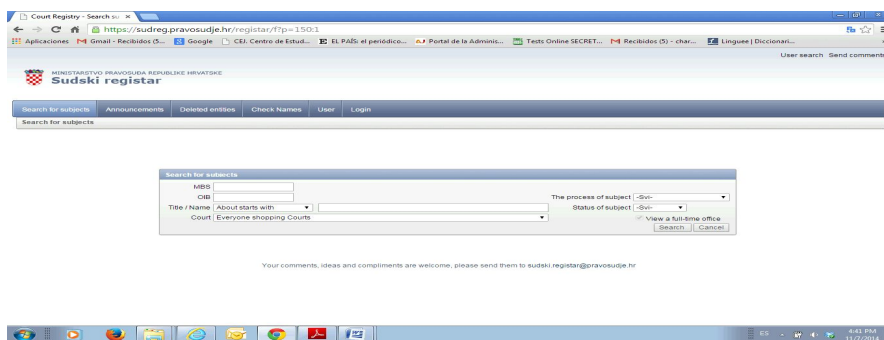 Court Registry - Search su
https://sudreg.pravosudje.hr/registar/f?p=150:1
Aplicaciones Gmail - Recibidos (5... Google CEJ. Centro de Estud... EL PAÍS: el periódico... Portal de la Adminis... Tests Online SECRET... Recibidos (5) - char... Linguee | Diccionari...
User search Send comments
MINISTARSTVO PRAVOSUĐA REPUBLIKE HRVATSKE
Sudski registar
Search for subjects Announcements Deleted entities Check Names User Login
Search for subjects
Search for subjects
MBS
OIB The process of subject -Svi-
Title / Name About starts with Status of subject -Svi-
Court Everyone shopping Courts View a full-time office
Search Cancel
Your comments, ideas and compliments are welcome, please send them to sudski.registar@pravosudje.hr
ES 4:41 PM
11/7/2014